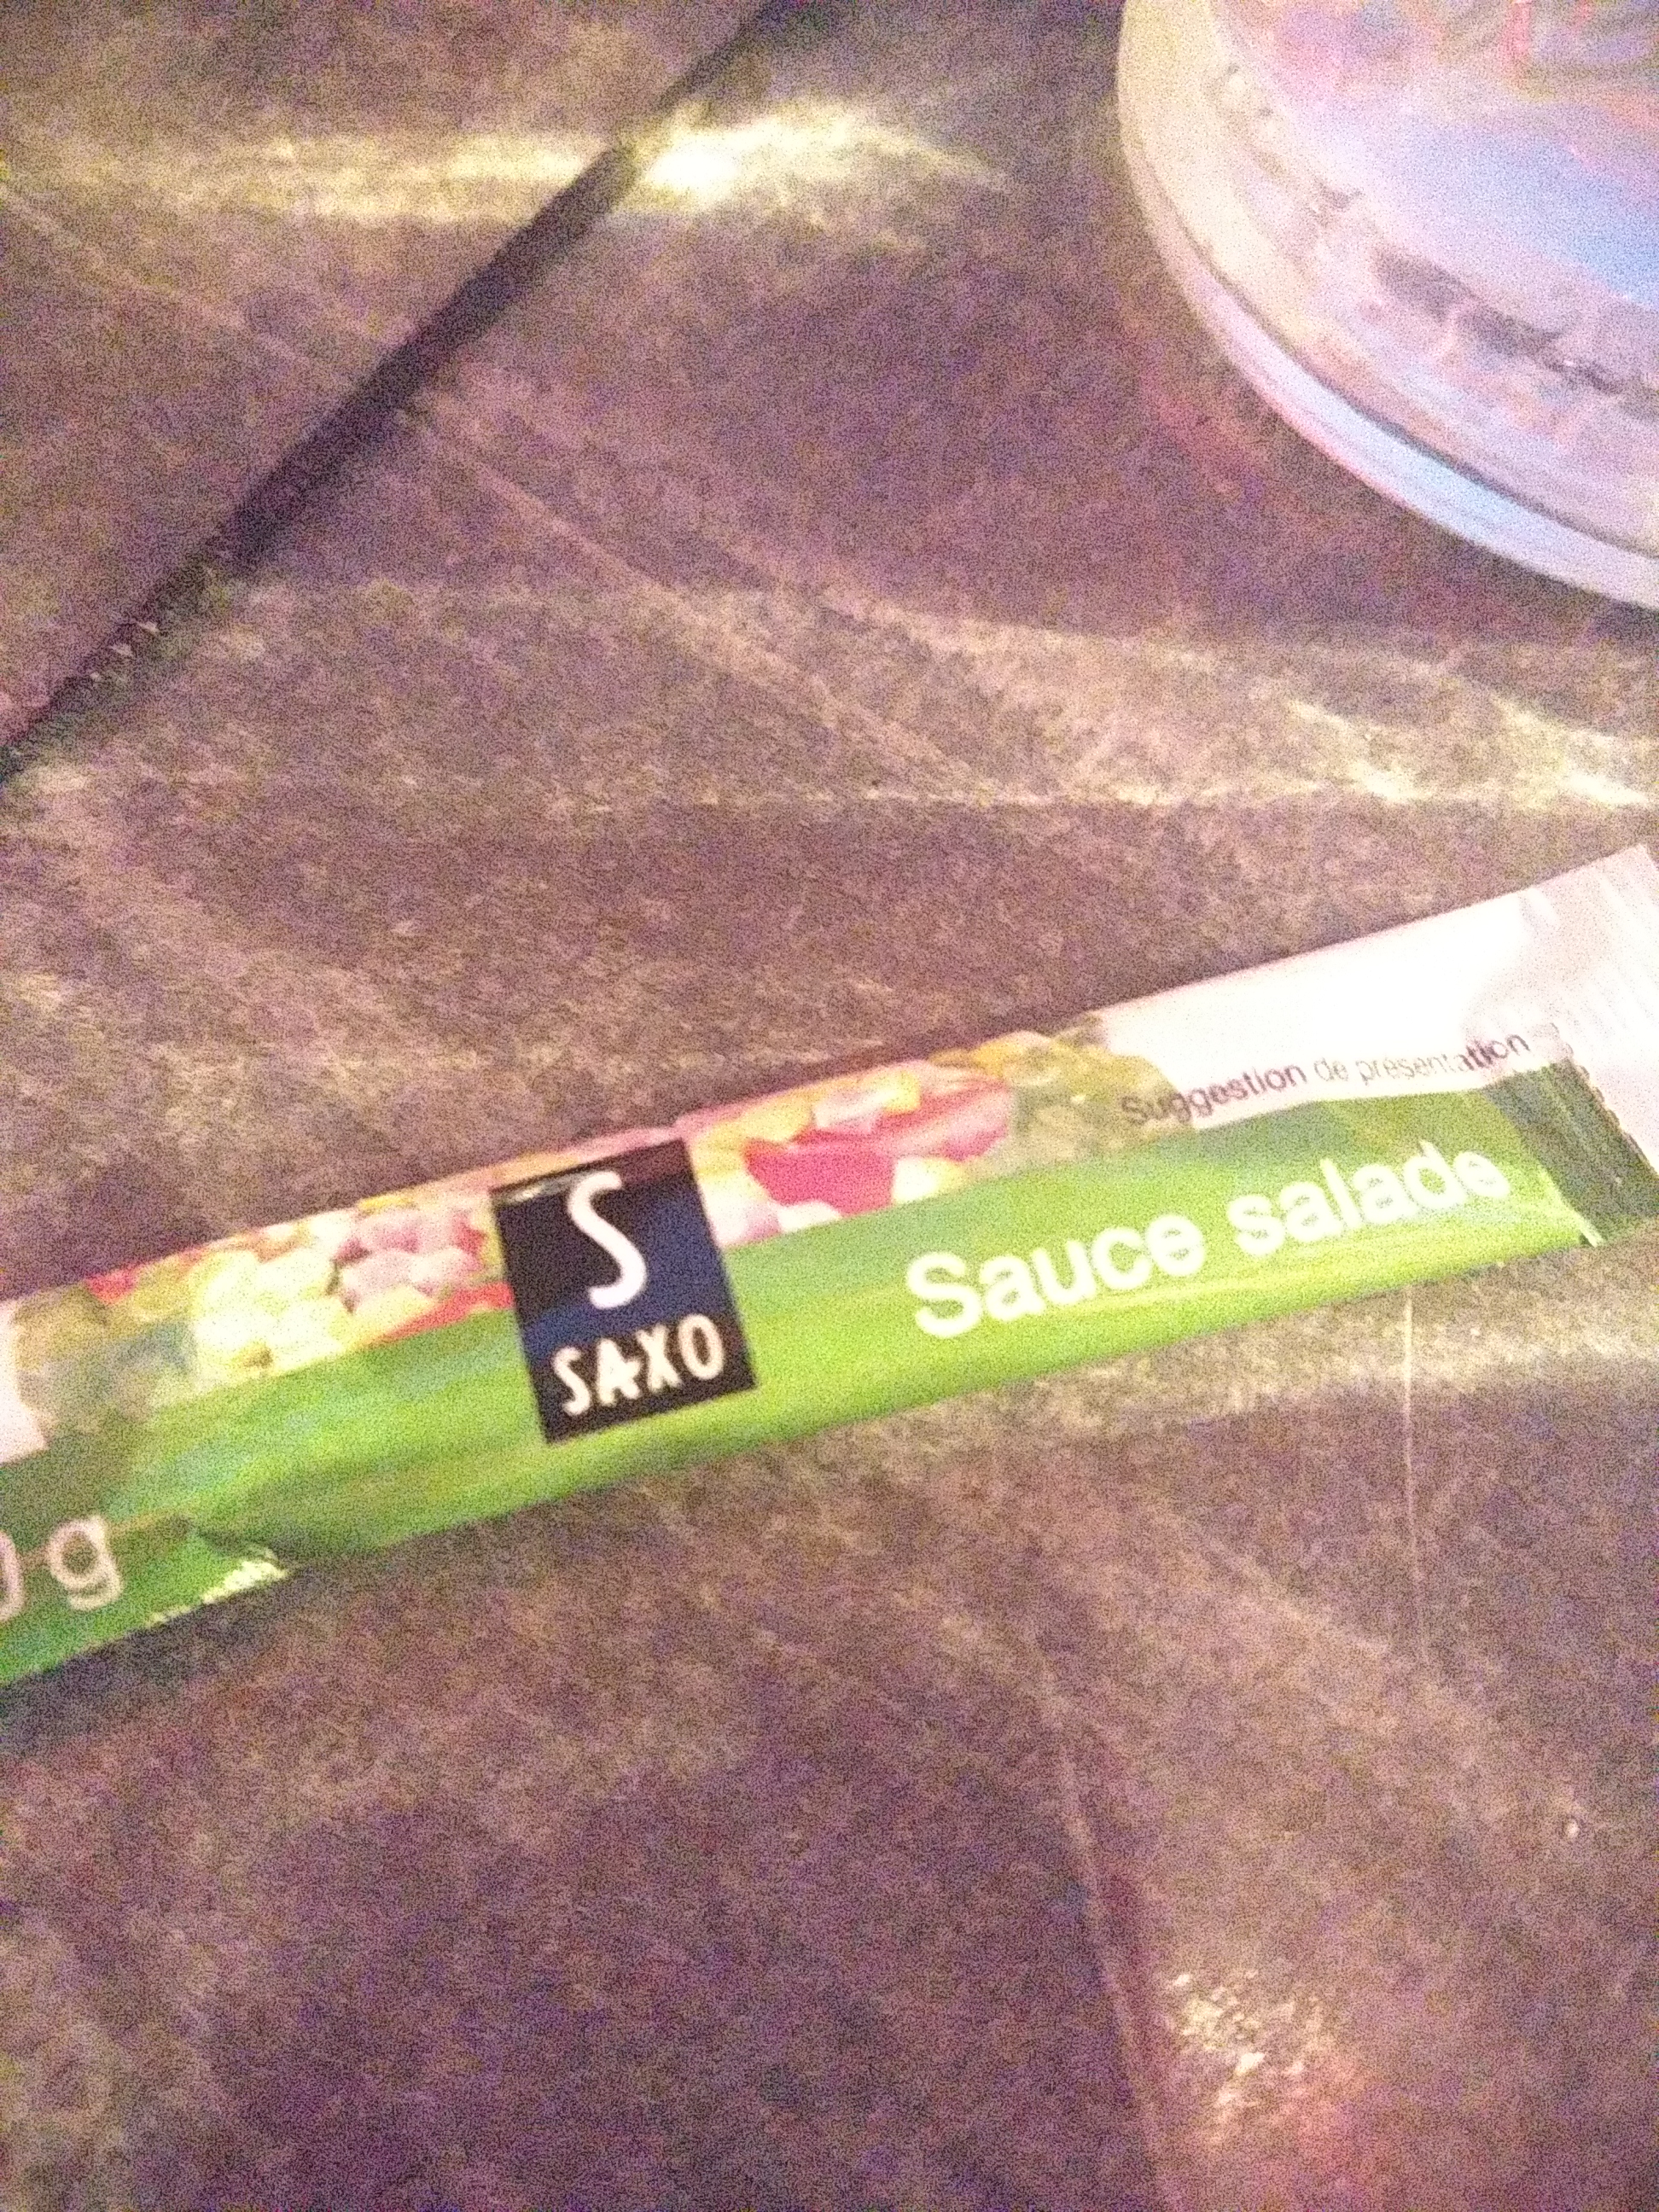 Suggestion de présentation
Sauce salade
S
SAXO
g